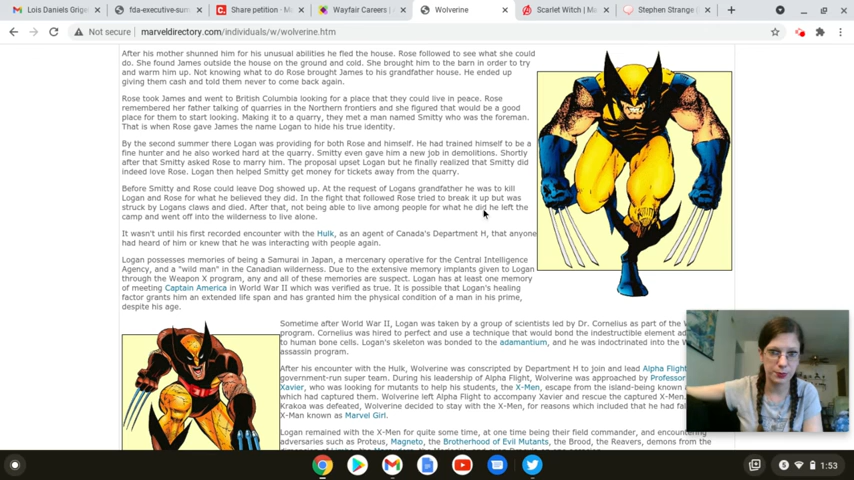 Lois Daniels Grige
fda-executive-sum
Share petition · M
Wayfair Careers | A
Wolverine
Scarlet Witch | Ma
Stephen Strange |
Not secure
marveldirectory.com/individuals/w/wolverine.htm
After his mother shunned him for his unusual abilities he fled the house. Rose followed to see what she could
do. She found James outside the house on the ground and cold. She brought him to the barn in order to try
and warm him up. Not knowing what to do Rose brought James to his grandfather house. He ended up
giving them cash and told them never to come back again.
Rose took James and went to British Columbia looking for a place that they could live in peace. Rose
remembered her father talking of quarries in the Northern frontiers and she figured that would be a good
place for them to start looking. Making it to a quarry, they met a man named Smitty who was the foreman.
That is when Rose gave James the name Logan to hide his true identity.
By the second summer there Logan was providing for both Rose and himself. He had trained himself to be a
fine hunter and he also worked hard at the quarry. Smitty even gave him a new job in demolitions. Shortly
after that Smitty asked Rose to marry him. The proposal upset Logan but he finally realized that Smitty did
indeed love Rose. Logan then helped Smitty get money for tickets away from the quarry.
Before Smitty and Rose could leave Dog showed up. At the request of Logans grandfather he was to kill
Logan and Rose for what he believed they did. In the fight that followed Rose tried to break it up but was
struck by Logans claws and died. After that, not being able to live among people for what he did he left the
camp and went off into the wilderness to live alone.
It wasn't until his first recorded encounter with the Hulk, as an agent of Canada's Department H, that anyone
had heard of him or knew that he was interacting with people again.
Logan possesses memories of being a Samurai in Japan, a mercenary operative for the Central Intelligence
Agency, and a "wild man" in the Canadian wilderness. Due to the extensive memory implants given to Logan
through the Weapon X program, any and all of these memories are suspect. Logan has at least one memory
of meeting Captain America in World War II which was verified as true. It is possible that Logan's healing
factor grants him an extended life span and has granted him the physical condition of a man in his prime,
despite his age.
Sometime after World War II, Logan was taken by a group of scientists led by Dr. Cornelius as part of the W
program. Cornelius was hired to perfect and use a technique that would bond the indestructible element ad
to human bone cells. Logan's skeleton was bonded to the adamantium, and he was indoctrinated into the W
assassin program.
After his encounter with the Hulk, Wolverine was conscripted by Department H to join and lead Alpha Flight
government-run super team. During his leadership of Alpha Flight, Wolverine was approached by Professor
Xavier, who was looking for mutants to help his students, the X-Men, escape from the island-being known
which had captured them. Wolverine left Alpha Flight to accompany Xavier and rescue the captured X-Men.
Krakoa was defeated, Wolverine decided to stay with the X-Men, for reasons which included that he had fal
X-Man known as Marvel Girl.
Logan remained with the X-Men for quite some time, at one time being their field commander, and encounter
adversaries such as Proteus, Magneto, the Brotherhood of Evil Mutants, the Brood, the Reavers, demons from the
1:53